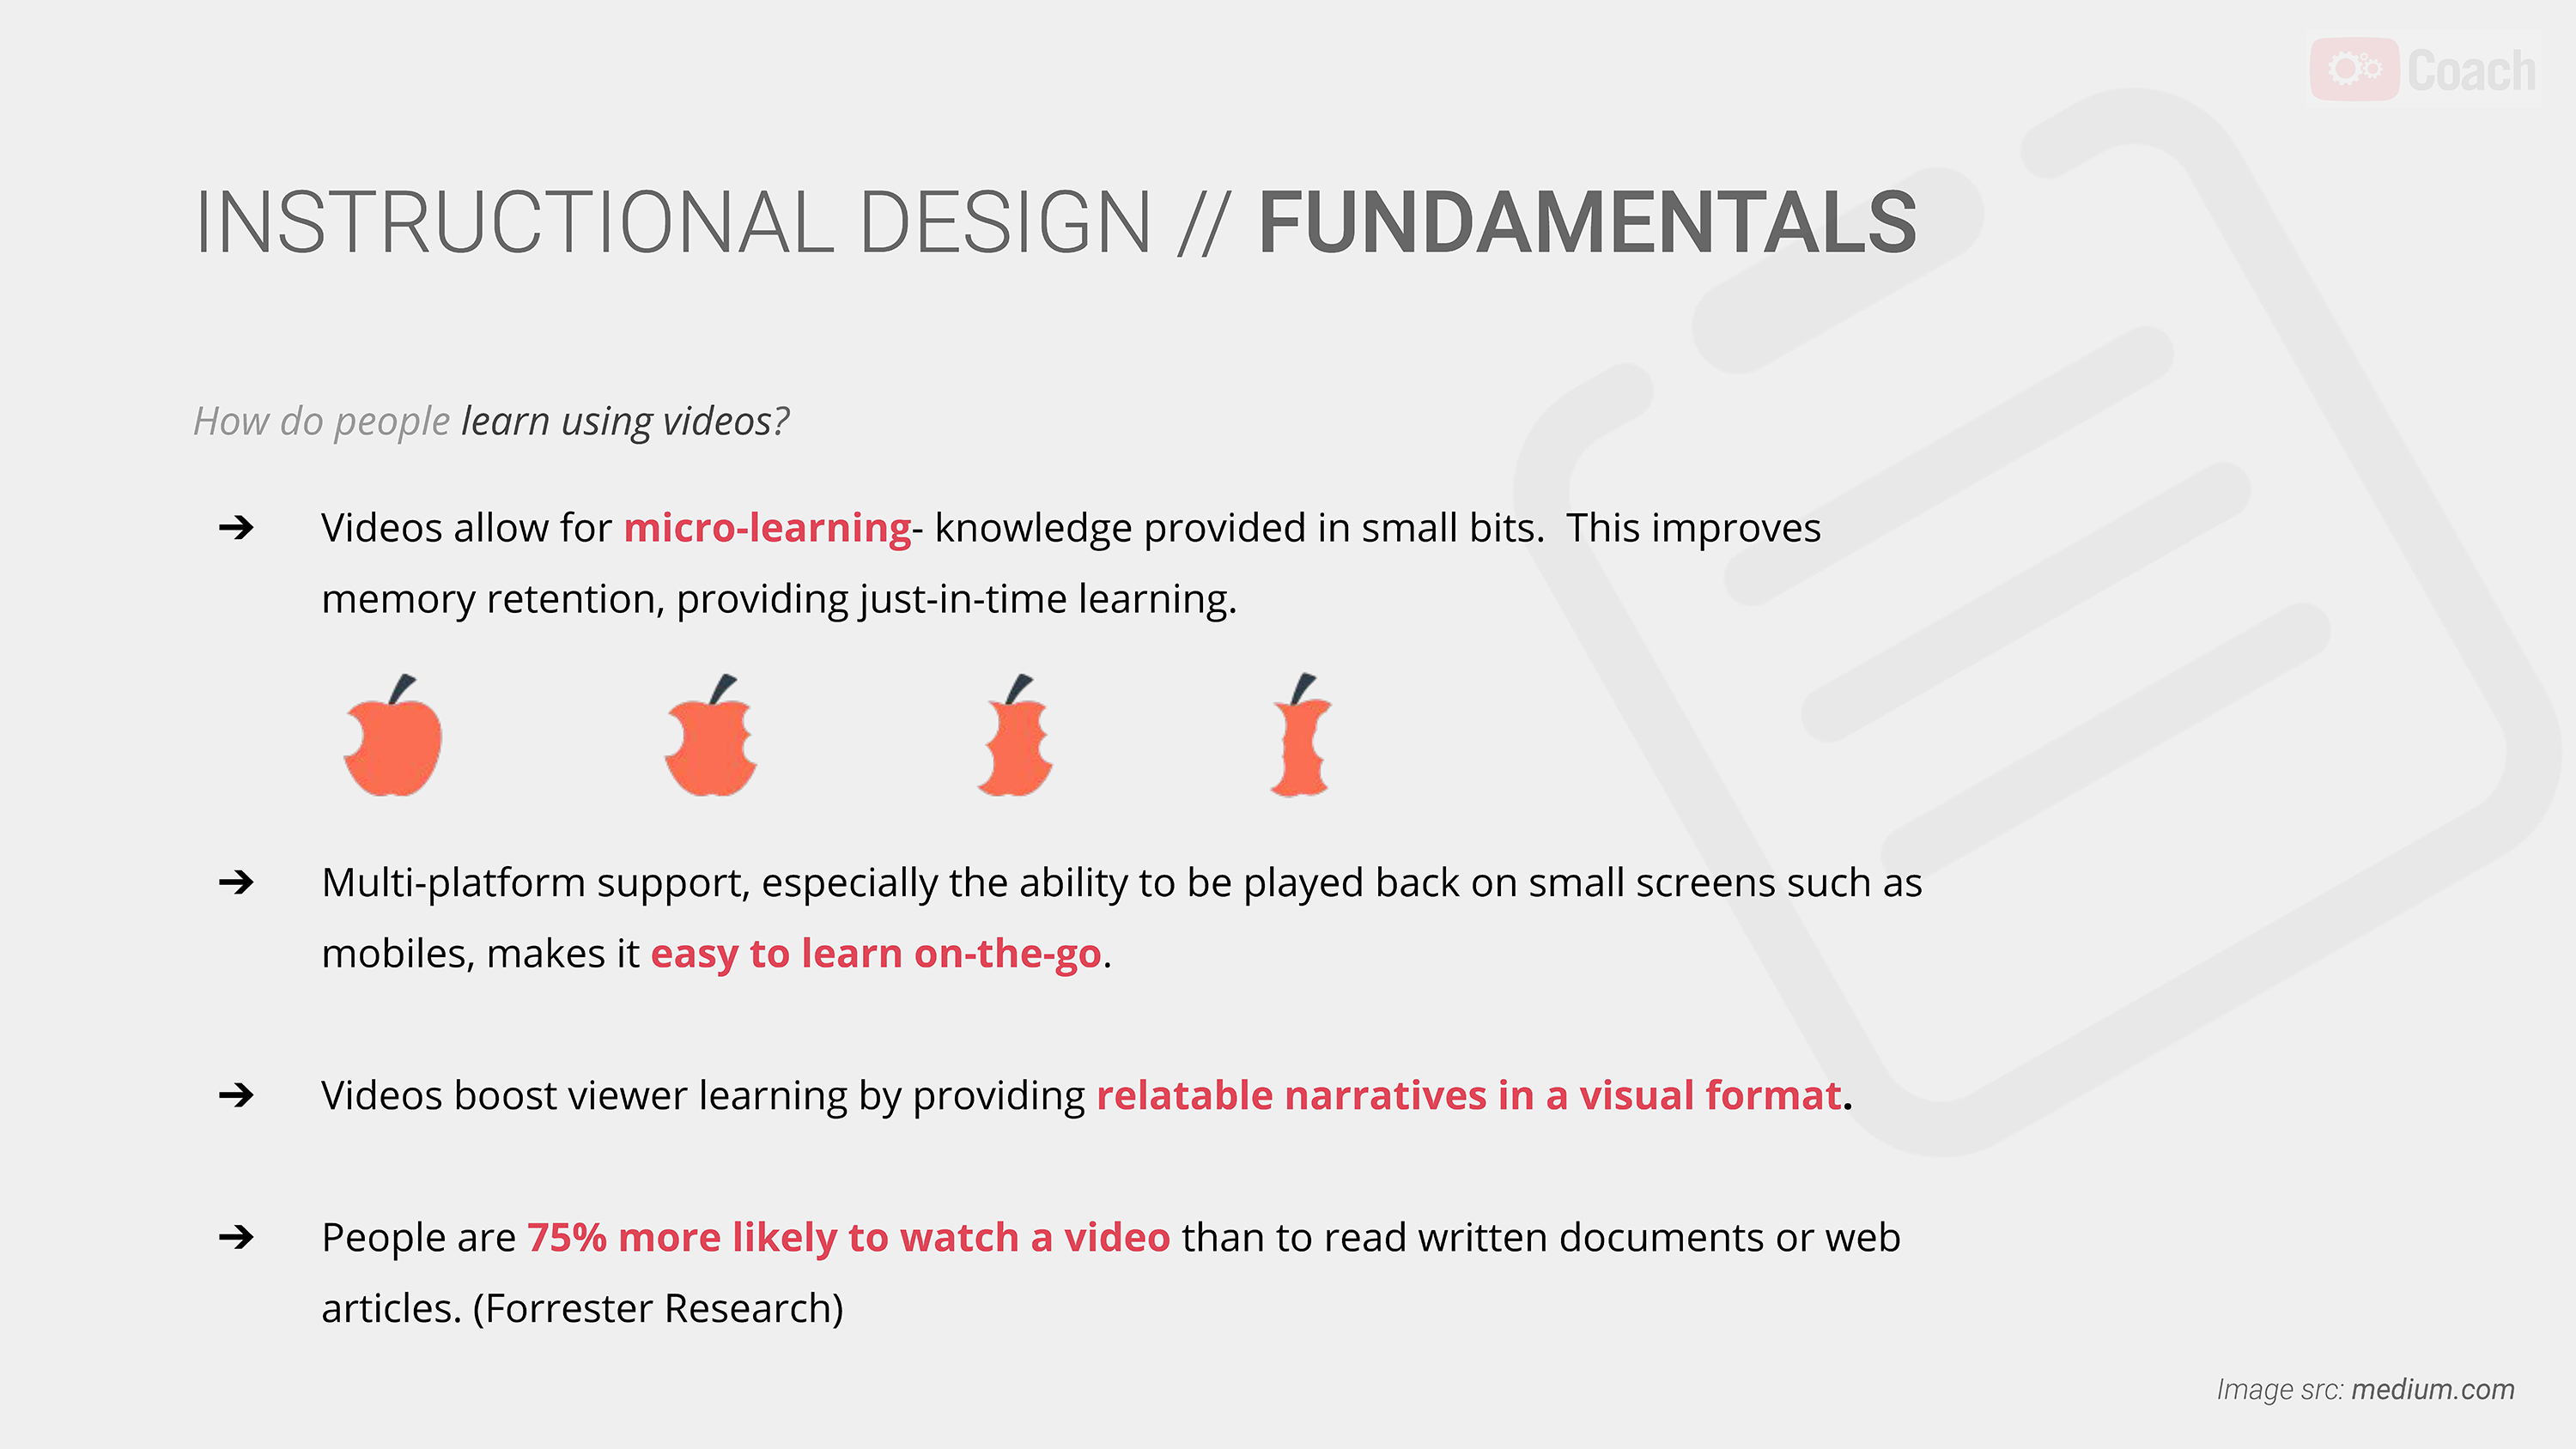 Coach
INSTRUCTIONAL DESIGN // FUNDAMENTALS
How do people learn using videos?
➔ Videos allow for micro-learning- knowledge provided in small bits.  This improves
memory retention, providing just-in-time learning.
➔ Multi-platform support, especially the ability to be played back on small screens such as
mobiles, makes it easy to learn on-the-go.
➔ Videos boost viewer learning by providing relatable narratives in a visual format.
➔ People are 75% more likely to watch a video than to read written documents or web
articles. (Forrester Research)
Image src: medium.com